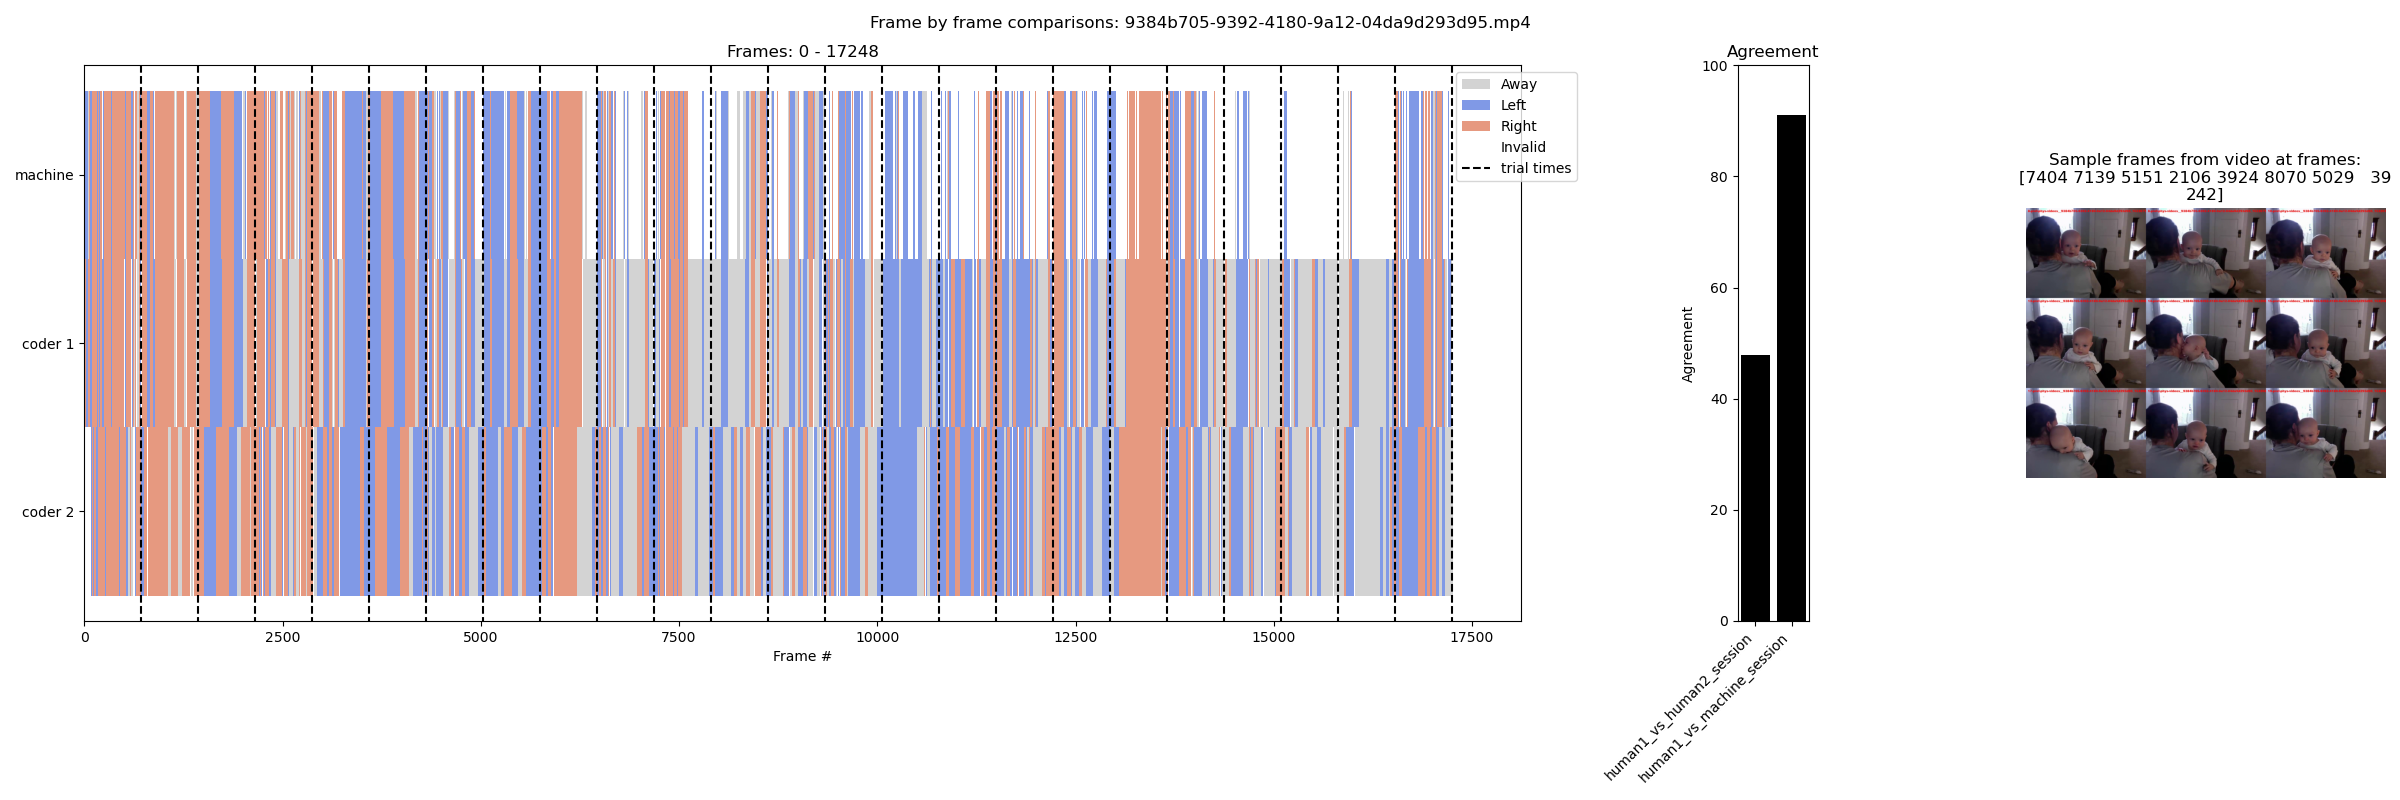 Frame by frame comparisons: 9384b705-9392-4180-9a12-04da9d293d95.mp4
Frames: 0 - 17248
machine
coder 1
coder 2
0
2500
5000
7500
10000
12500
15000
17500
Frame #
Away
Left
Right
Invalid
trial times
Agreement
100
80
60
40
20
0
Agreement
human1_vs_human2_session
human1_vs_machine_session
Sample frames from video at frames:
[7404 7139 5151 2106 3924 8070 5029   39
242]